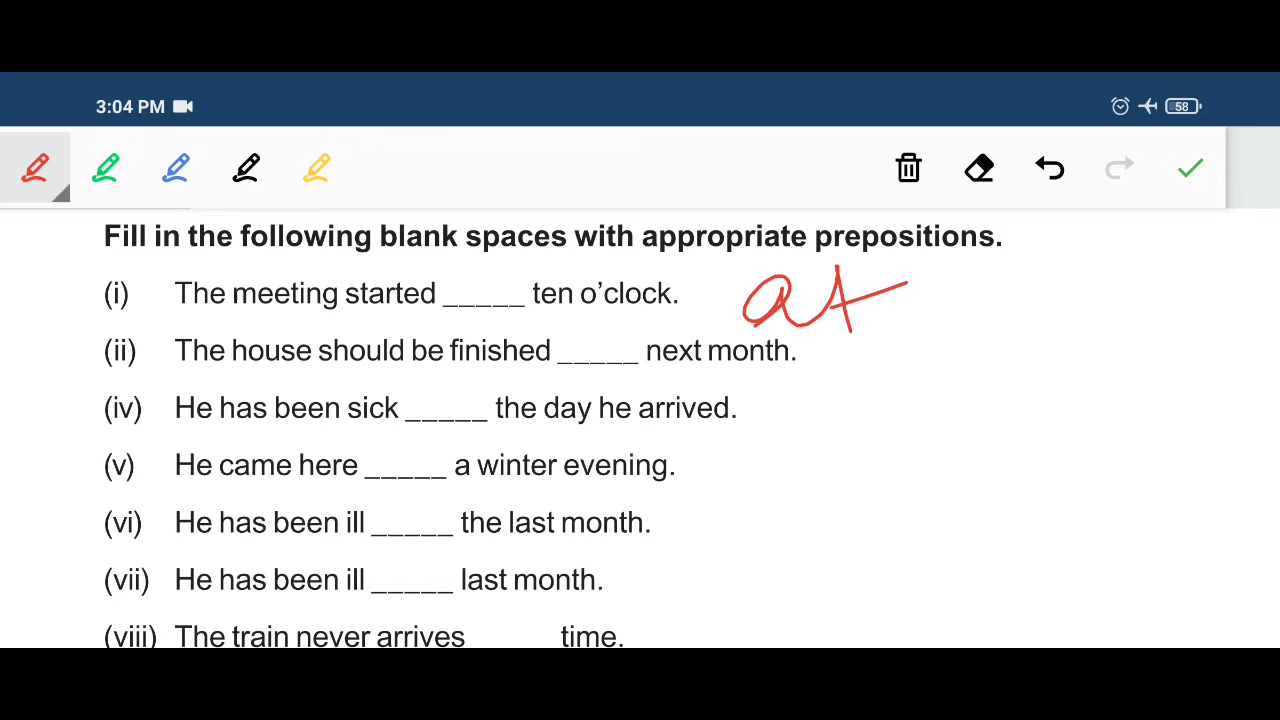 3:04 PM
58
Fill in the following blank spaces with appropriate prepositions.
(i) The meeting started _____ ten o’clock. at
(ii) The house should be finished _____ next month.
(iv) He has been sick _____ the day he arrived.
(v) He came here _____ a winter evening.
(vi) He has been ill _____ the last month.
(vii) He has been ill _____ last month.
(viii) The train never arrives _____ time.